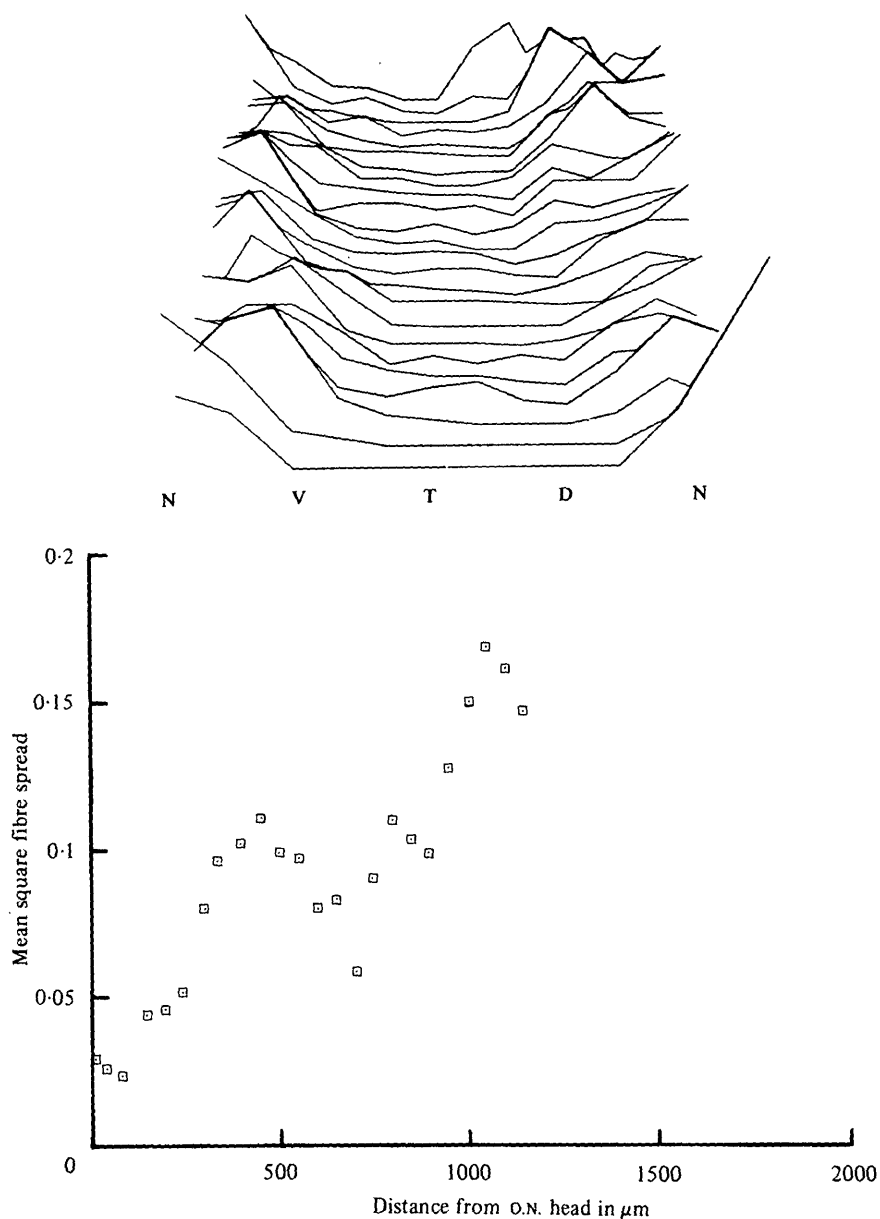 N V T D N
0·2
0·15
0·1
0·05
0
Mean square fibre spread
500 1000 1500 2000
Distance from O.N. head in μm